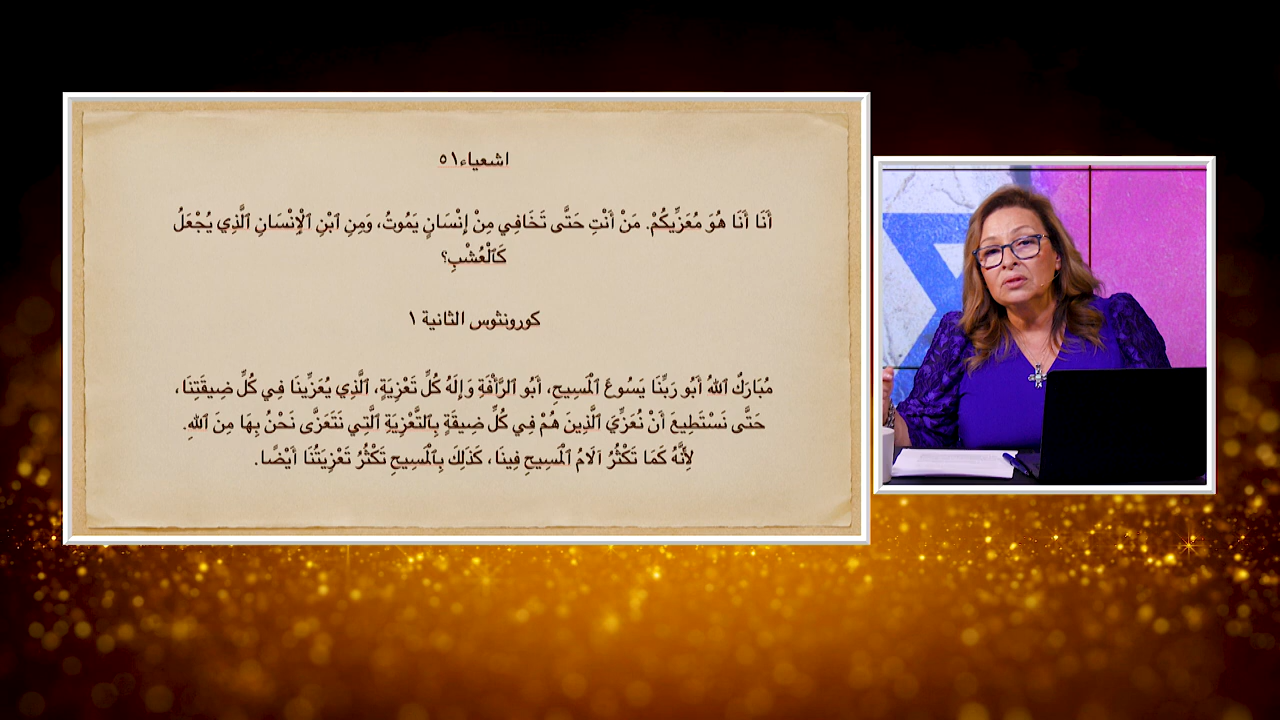 اشعياء٥١
أَنَا أَنَا هُوَ مُعَزِّيكُمْ. مَنْ أَنْتِ حَتَّى تَخَافِي مِنْ إِنْسَانٍ يَمُوتُ، وَمِنِ ٱبْنِ ٱلْإِنْسَانِ ٱلَّذِي يُجْعَلُ
كَٱلْعُشْبِ؟
كورونثوس الثانية ١
مُبَارَكٌ ٱللهُ أَبُو رَبِّنَا يَسُوعَ ٱلْمَسِيحِ، أَبُو ٱلرَّأْفَةِ وَإِلَهُ كُلِّ تَعْزِيَةٍ، ٱلَّذِي يُعَزِّينَا فِي كُلِّ ضِيقَتِنَا،
حَتَّى نَسْتَطِيعَ أَنْ نُعَزِّيَ ٱلَّذِينَ هُمْ فِي كُلِّ ضِيقَةٍ بِٱلتَّعْزِيَةِ ٱلَّتِي نَتَعَزَّى نَحْنُ بِهَا مِنَ ٱللهِ.
لِأَنَّهُ كَمَا تَكْثُرُ آلَامُ ٱلْمَسِيحِ فِينَا، كَذَلِكَ بِٱلْمَسِيحِ تَكْثُرُ تَعْزِيَتُنَا أَيْضًا.